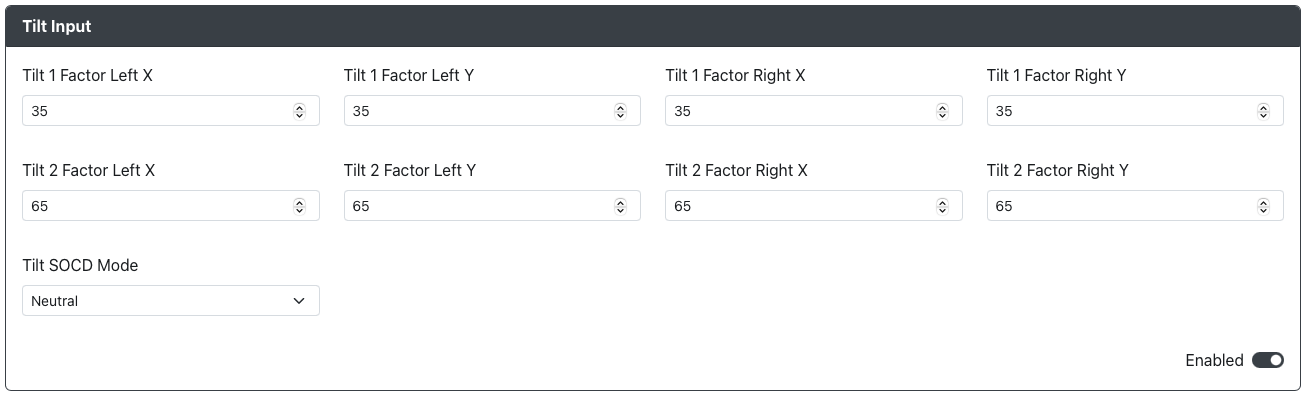 Tilt Input
Tilt 1 Factor Left X
Tilt 1 Factor Left Y
Tilt 1 Factor Right X
Tilt 1 Factor Right Y
35
35
35
35
Tilt 2 Factor Left X
Tilt 2 Factor Left Y
Tilt 2 Factor Right X
Tilt 2 Factor Right Y
65
65
65
65
Tilt SOCD Mode
Neutral
Enabled